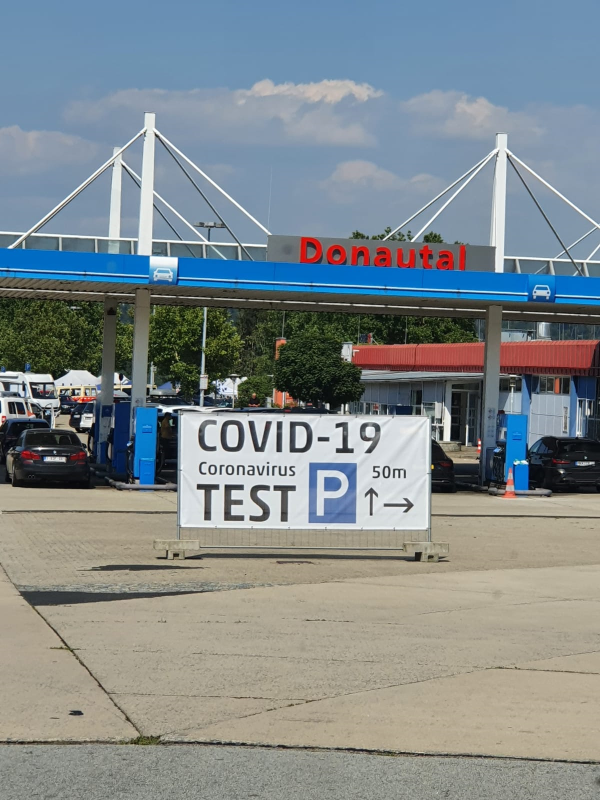 Donautal
COVID-19
Coronavirus
50m
TEST P ↑→